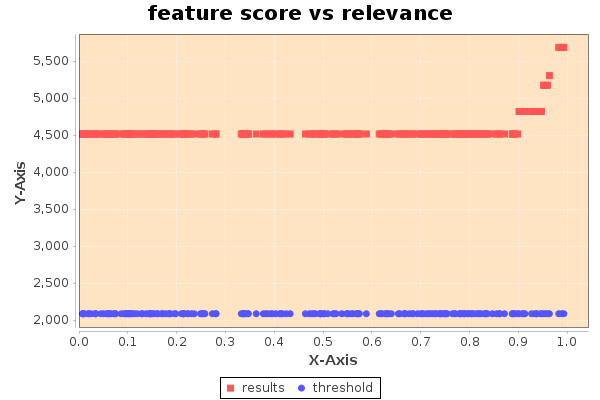 feature score vs relevance
Y-Axis
5,500
5,000
4,500
4,000
3,500
3,000
2,500
2,000
0.0 0.1 0.2 0.3 0.4 0.5 0.6 0.7 0.8 0.9 1.0
X-Axis
results threshold